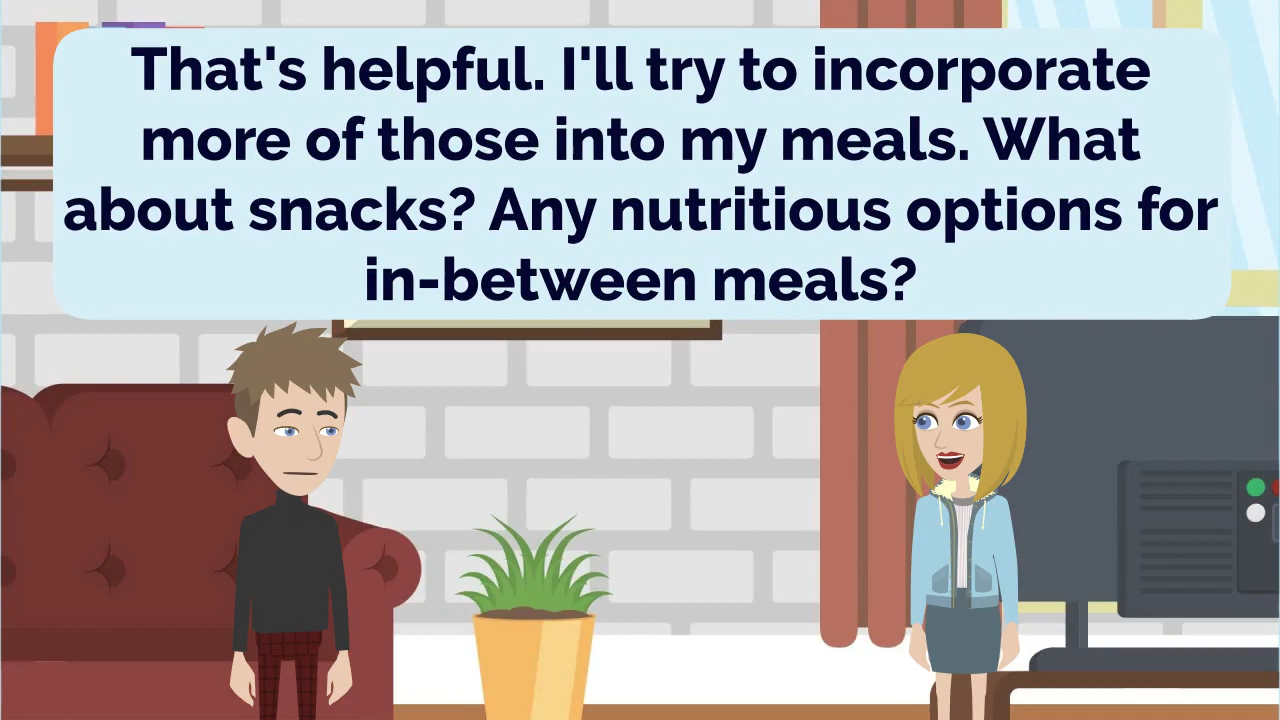 That's helpful. I'll try to incorporate
more of those into my meals. What
about snacks? Any nutritious options for
in-between meals?